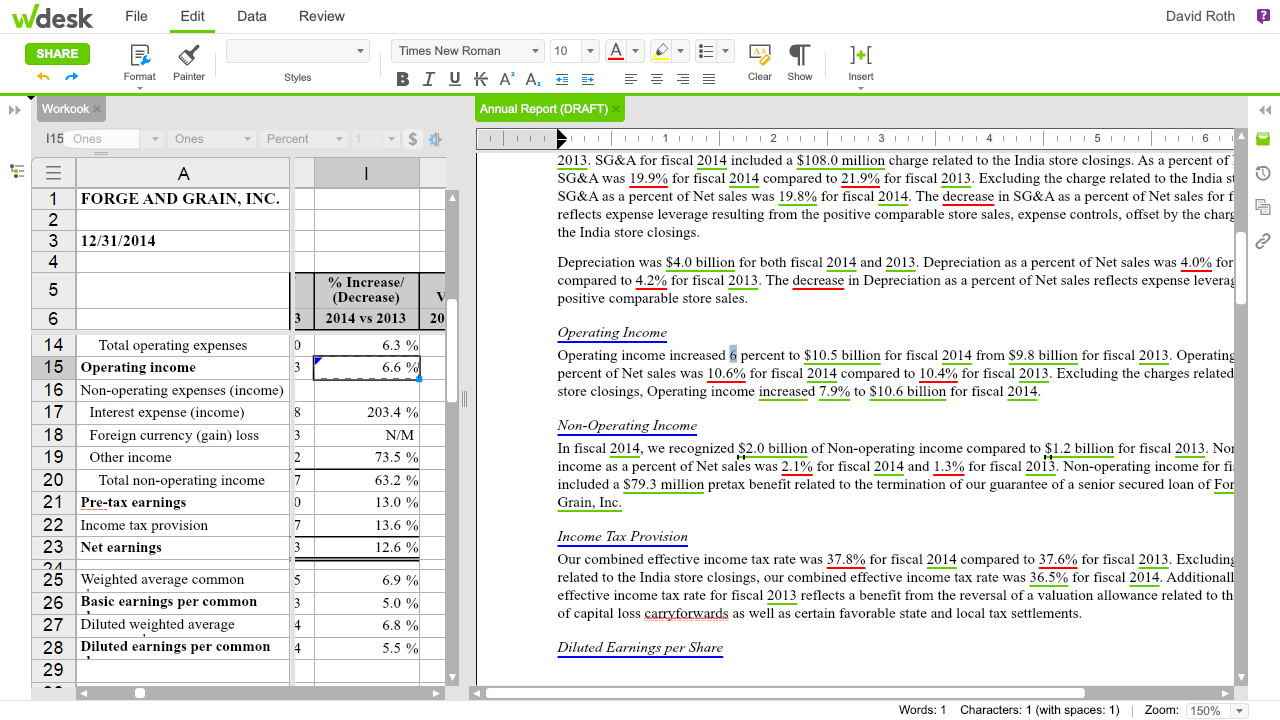 wdesk File Edit Data Review David Roth ?
SHARE Format Painter Styles Times New Roman 10 A Clear Show Insert
B I U K A² A₂
Workook × Annual Report (DRAFT) ×
I15 Ones Ones Percent 1 $
1 2 3 4 5 6
A I
1 FORGE AND GRAIN, INC.
2
3 12/31/2014
4
5 % Increase/ (Decrease) V
6 3 2014 vs 2013 20
14 Total operating expenses 0 6.3 %
15 Operating income 3 6.6 %
16 Non-operating expenses (income)
17 Interest expense (income) 8 203.4 %
18 Foreign currency (gain) loss 3 N/M
19 Other income 2 73.5 %
20 Total non-operating income 7 63.2 %
21 Pre-tax earnings 0 13.0 %
22 Income tax provision 7 13.6 %
23 Net earnings 3 12.6 %
24
25 Weighted average common 5 6.9 %
26 Basic earnings per common 3 5.0 %
27 Diluted weighted average 4 6.8 %
28 Diluted earnings per common 4 5.5 %
29
2013. SG&A for fiscal 2014 included a $108.0 million charge related to the India store closings. As a percent of
SG&A was 19.9% for fiscal 2014 compared to 21.9% for fiscal 2013. Excluding the charge related to the India st
SG&A as a percent of Net sales was 19.8% for fiscal 2014. The decrease in SG&A as a percent of Net sales for f
reflects expense leverage resulting from the positive comparable store sales, expense controls, offset by the charg
the India store closings.
Depreciation was $4.0 billion for both fiscal 2014 and 2013. Depreciation as a percent of Net sales was 4.0% for
compared to 4.2% for fiscal 2013. The decrease in Depreciation as a percent of Net sales reflects expense leverag
positive comparable store sales.
Operating Income
Operating income increased 6 percent to $10.5 billion for fiscal 2014 from $9.8 billion for fiscal 2013. Operating
percent of Net sales was 10.6% for fiscal 2014 compared to 10.4% for fiscal 2013. Excluding the charges related
store closings, Operating income increased 7.9% to $10.6 billion for fiscal 2014.
Non-Operating Income
In fiscal 2014, we recognized $2.0 billion of Non-operating income compared to $1.2 billion for fiscal 2013. Non
income as a percent of Net sales was 2.1% for fiscal 2014 and 1.3% for fiscal 2013. Non-operating income for fi
included a $79.3 million pretax benefit related to the termination of our guarantee of a senior secured loan of For
Grain, Inc.
Income Tax Provision
Our combined effective income tax rate was 37.8% for fiscal 2014 compared to 37.6% for fiscal 2013. Excluding
related to the India store closings, our combined effective income tax rate was 36.5% for fiscal 2014. Additionall
effective income tax rate for fiscal 2013 reflects a benefit from the reversal of a valuation allowance related to the
of capital loss carryforwards as well as certain favorable state and local tax settlements.
Diluted Earnings per Share
Words: 1 Characters: 1 (with spaces: 1) | Zoom: 150%